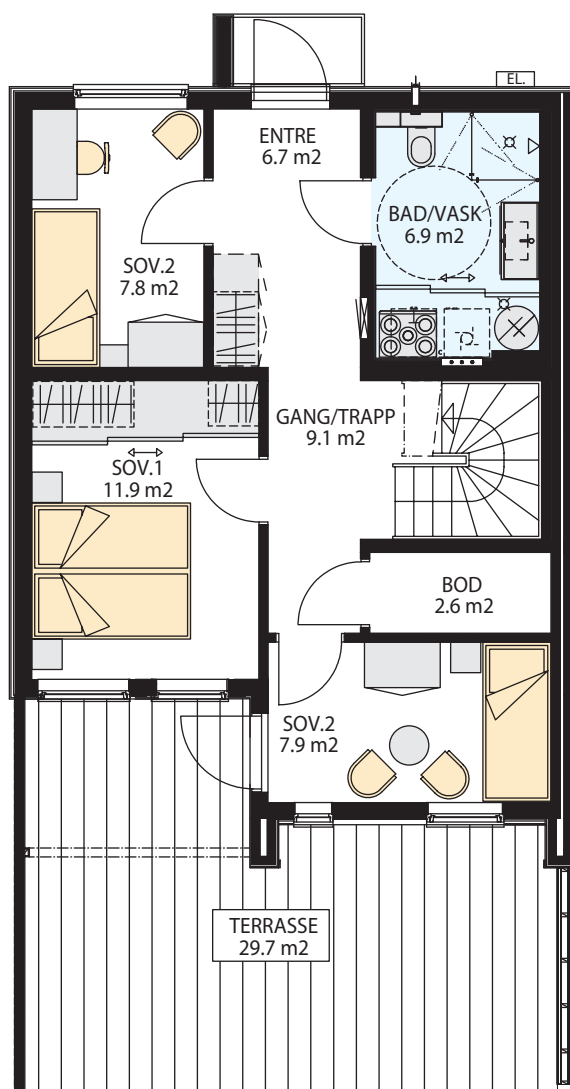 EL.
ENTRE
6.7 m2
BAD/VASK
6.9 m2
SOV.2
7.8 m2
GANG/TRAPP
9.1 m2
SOV.1
11.9 m2
BOD
2.6 m2
SOV.2
7.9 m2
TERRASSE
29.7 m2